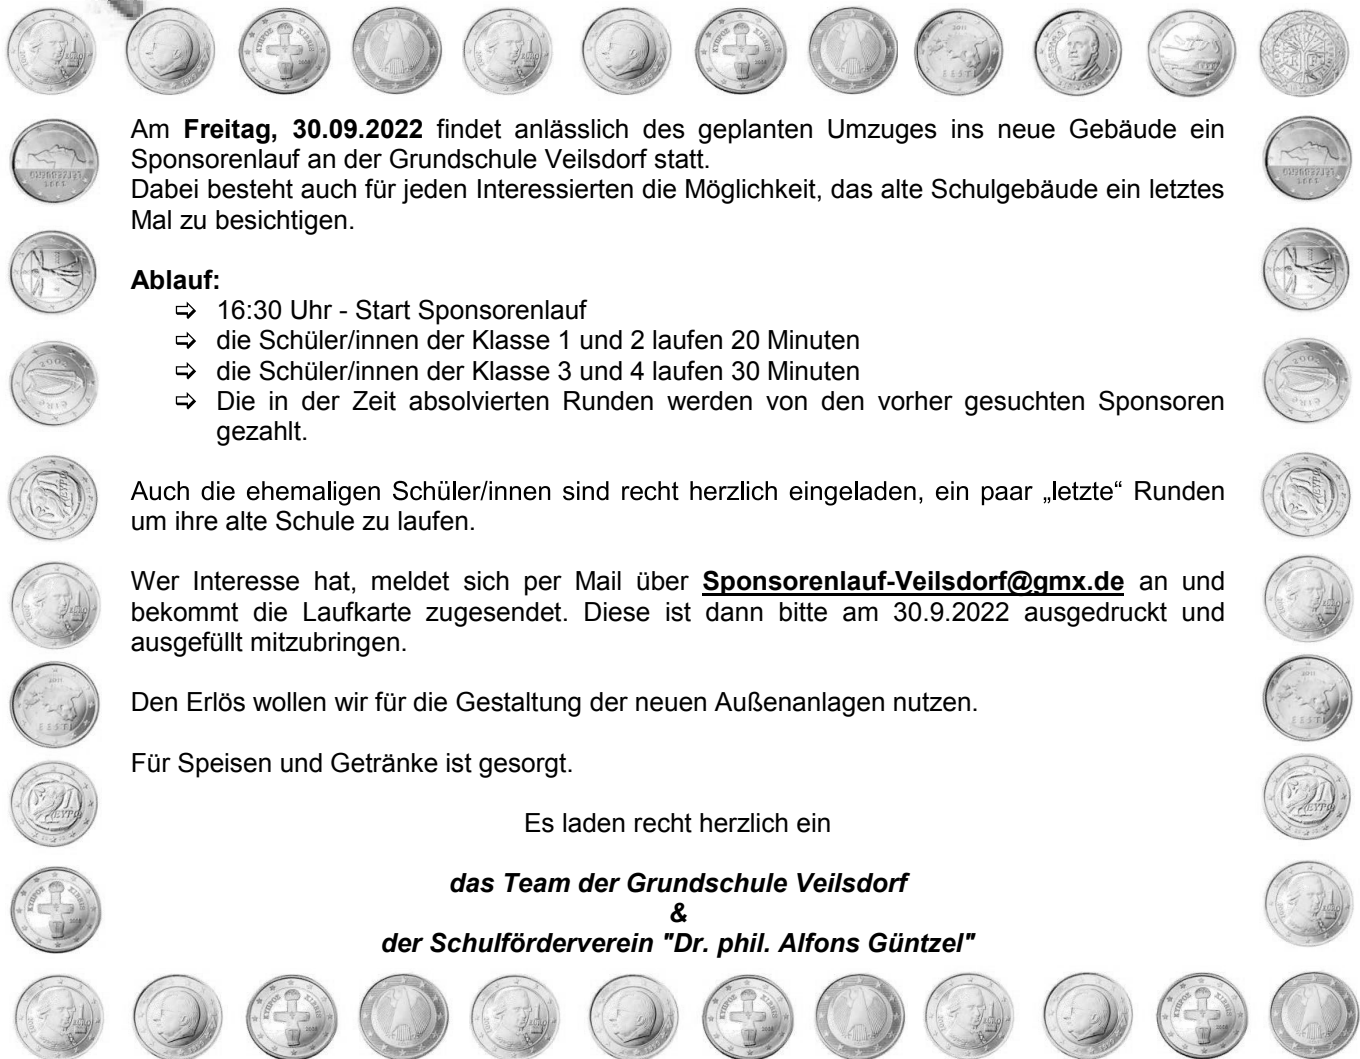 Am Freitag, 30.09.2022 findet anlässlich des geplanten Umzuges ins neue Gebäude ein
Sponsorenlauf an der Grundschule Veilsdorf statt.
Dabei besteht auch für jeden Interessierten die Möglichkeit, das alte Schulgebäude ein letztes
Mal zu besichtigen.
Ablauf:
⇨ 16:30 Uhr - Start Sponsorenlauf
⇨ die Schüler/innen der Klasse 1 und 2 laufen 20 Minuten
⇨ die Schüler/innen der Klasse 3 und 4 laufen 30 Minuten
⇨ Die in der Zeit absolvierten Runden werden von den vorher gesuchten Sponsoren
gezahlt.
Auch die ehemaligen Schüler/innen sind recht herzlich eingeladen, ein paar „letzte“ Runden
um ihre alte Schule zu laufen.
Wer Interesse hat, meldet sich per Mail über Sponsorenlauf-Veilsdorf@gmx.de an und
bekommt die Laufkarte zugesendet. Diese ist dann bitte am 30.9.2022 ausgedruckt und
ausgefüllt mitzubringen.
Den Erlös wollen wir für die Gestaltung der neuen Außenanlagen nutzen.
Für Speisen und Getränke ist gesorgt.
Es laden recht herzlich ein
das Team der Grundschule Veilsdorf
&
der Schulförderverein "Dr. phil. Alfons Güntzel"